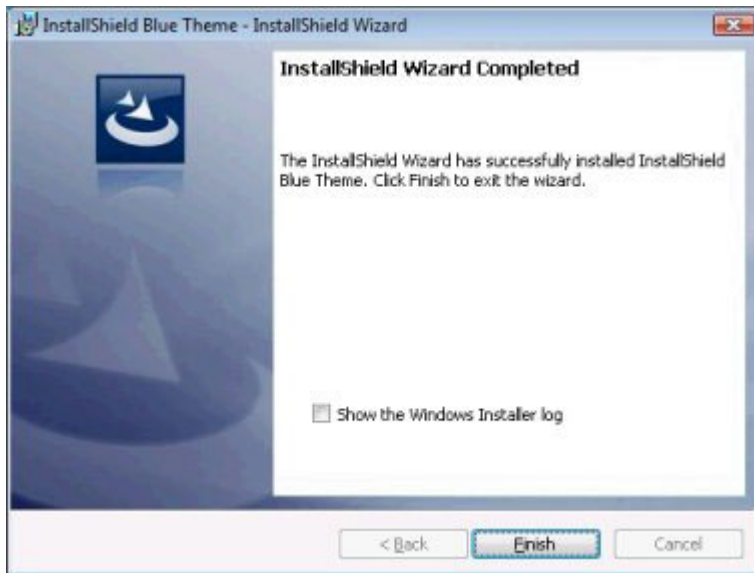 InstallShield Blue Theme - InstallShield Wizard
InstallShield Wizard Completed
The InstallShield Wizard has successfully installed InstallShield
Blue Theme. Click Finish to exit the wizard.
Show the Windows Installer log
< Back
Finish
Cancel